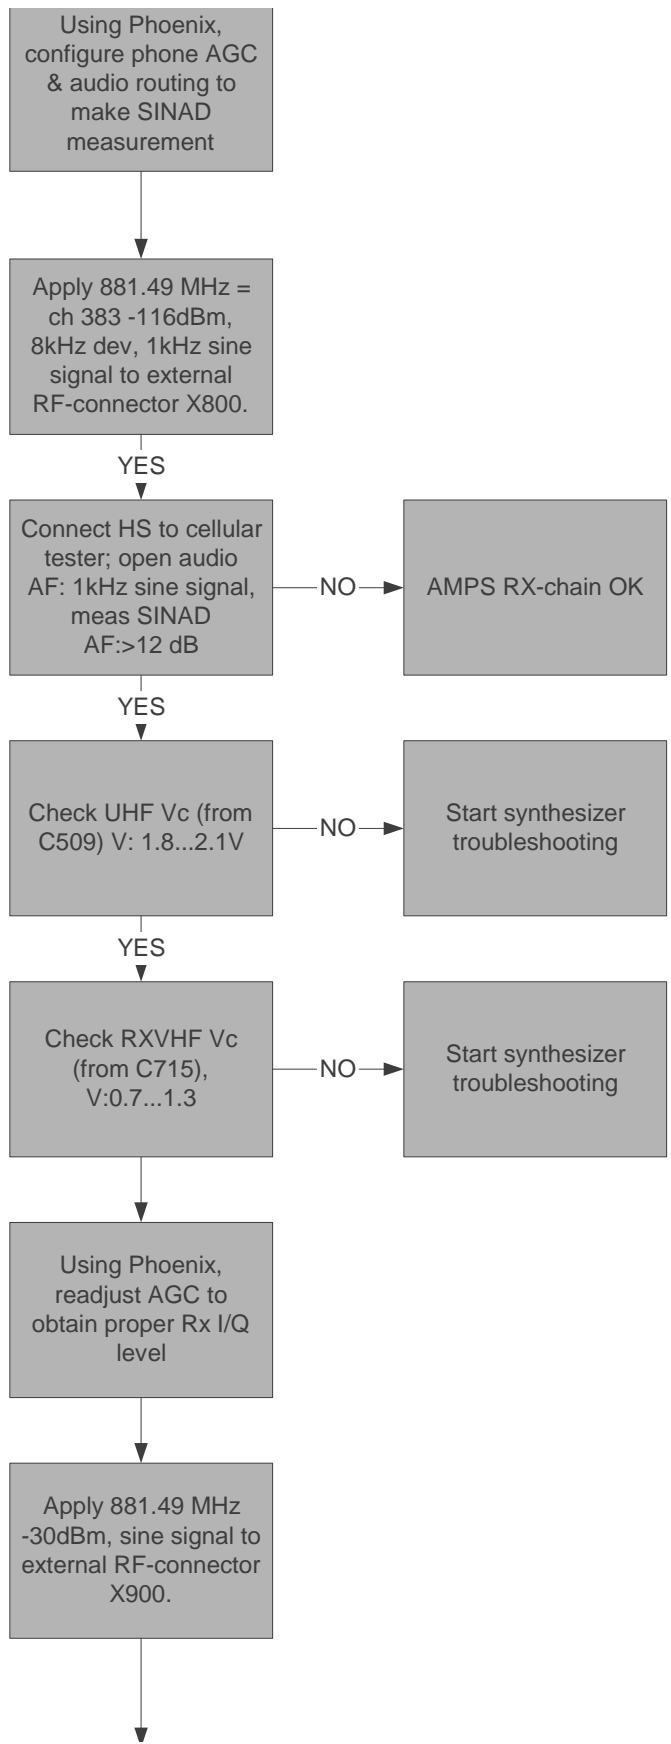 Using Phoenix,
configure phone AGC
& audio routing to
make SINAD
measurement
Apply 881.49 MHz =
ch 383 -116dBm,
8kHz dev, 1kHz sine
signal to external
RF-connector X800.
YES
Connect HS to cellular
tester; open audio
AF: 1kHz sine signal,
meas SINAD
AF:>12 dB
NO
AMPS RX-chain OK
YES
Check UHF Vc (from
C509) V: 1.8...2.1V
NO
Start synthesizer
troubleshooting
YES
Check RXVHF Vc
(from C715),
V:0.7...1.3
NO
Start synthesizer
troubleshooting
Using Phoenix,
readjust AGC to
obtain proper Rx I/Q
level
Apply 881.49 MHz
-30dBm, sine signal to
external RF-connector
X900.